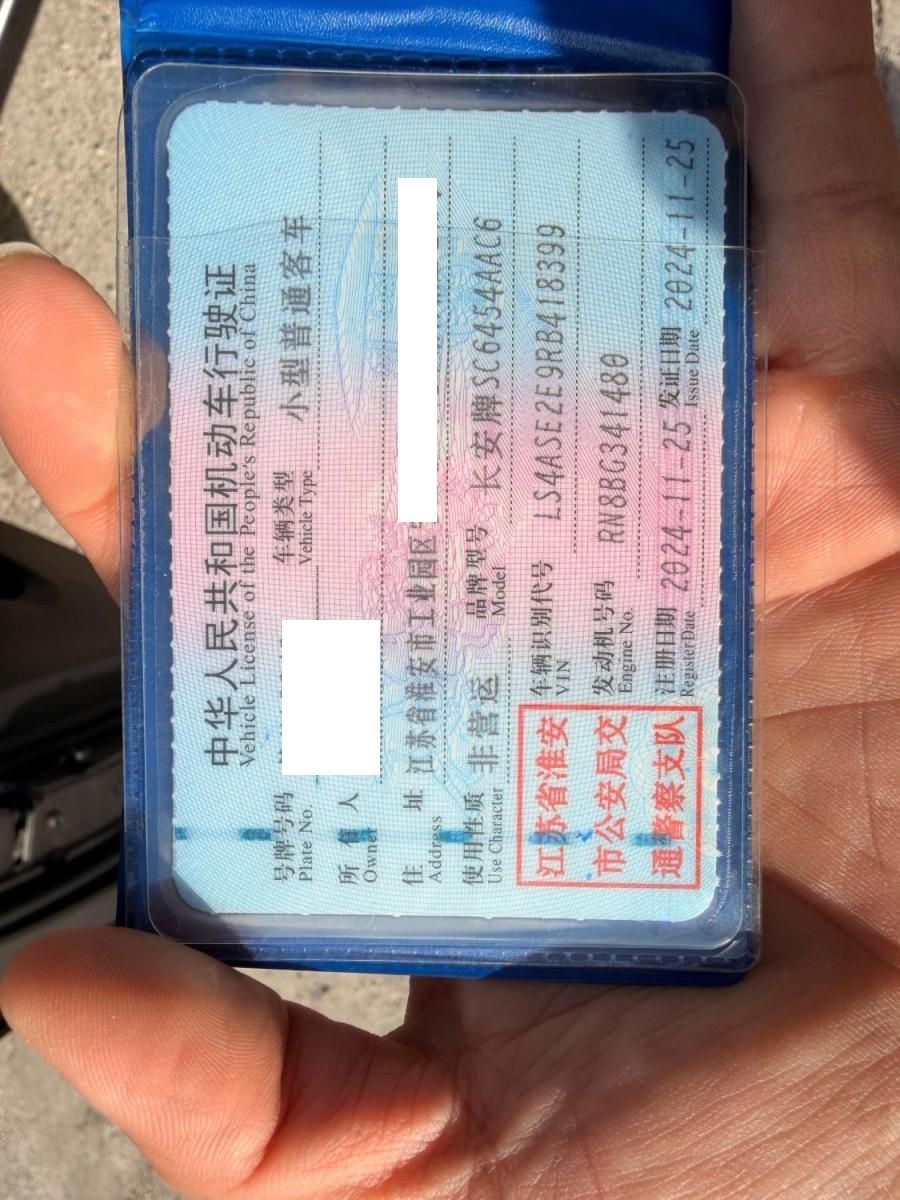 中华人民共和国机动车行驶证
Vehicle License of the People's Republic of China
号牌号码
Plate No.
车辆类型 小型普通客车
Vehicle Type
所有人
Owner
住址 江苏省淮安市工业园区
Address
使用性质 非营运
Use Character
品牌型号 长安牌SC6454AAC6
Model
江苏省淮安
市公安局交
通警察支队
车辆识别代号 LS4ASE2E9RB418399
VIN
发动机号码 RN8BG341480
Engine No.
注册日期 2024-11-25 发证日期 2024-11-25
Register Date Issue Date